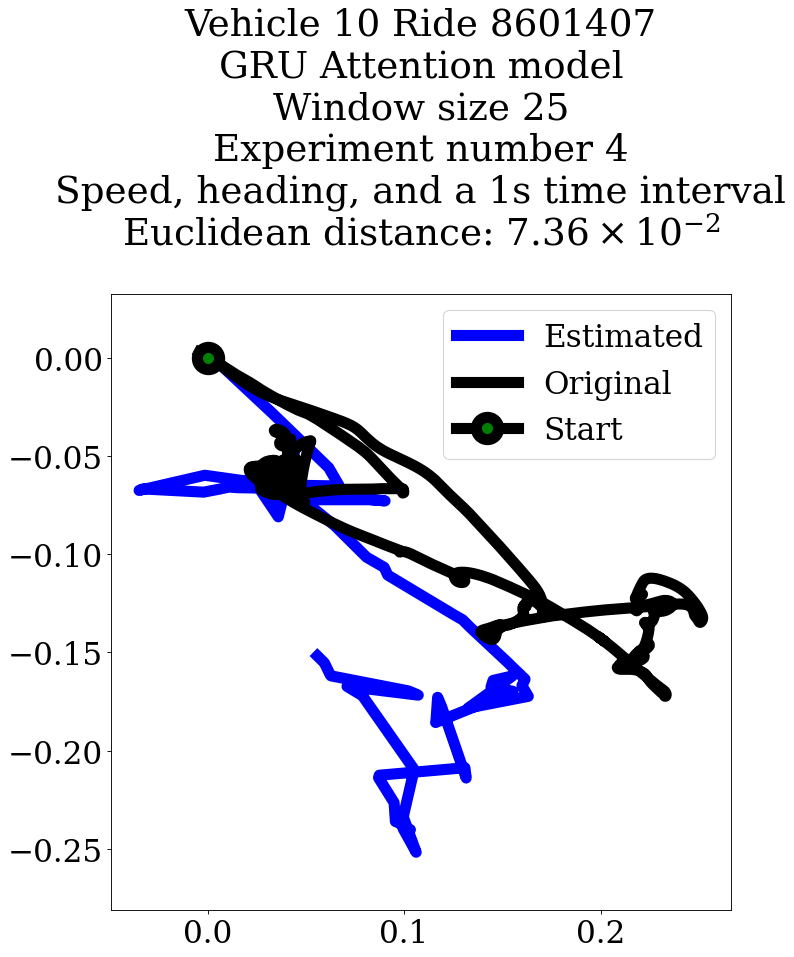 Vehicle 10 Ride 8601407
GRU Attention model
Window size 25
Experiment number 4
Speed, heading, and a 1s time interval
Euclidean distance: 7.36 × 10⁻²
Estimated
Original
Start
0.00
−0.05
−0.10
−0.15
−0.20
−0.25
0.0 0.1 0.2